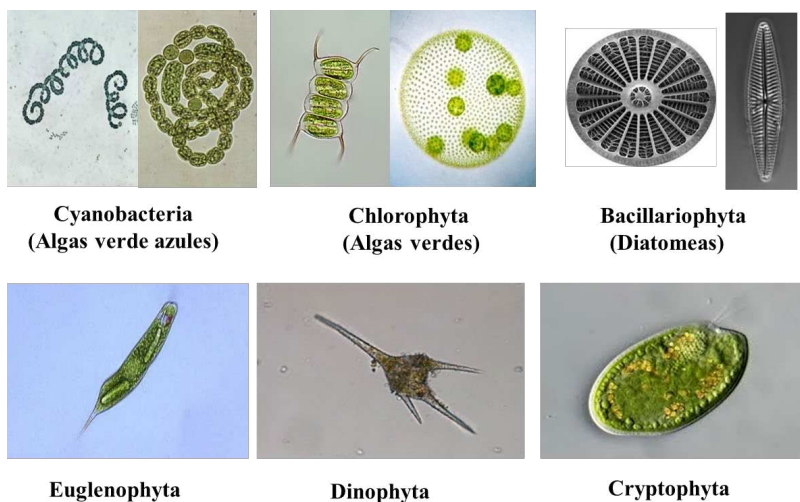 Cyanobacteria
(Algas verde azules)
Chlorophyta
(Algas verdes)
Bacillariophyta
(Diatomeas)
Euglenophyta
Dinophyta
Cryptophyta